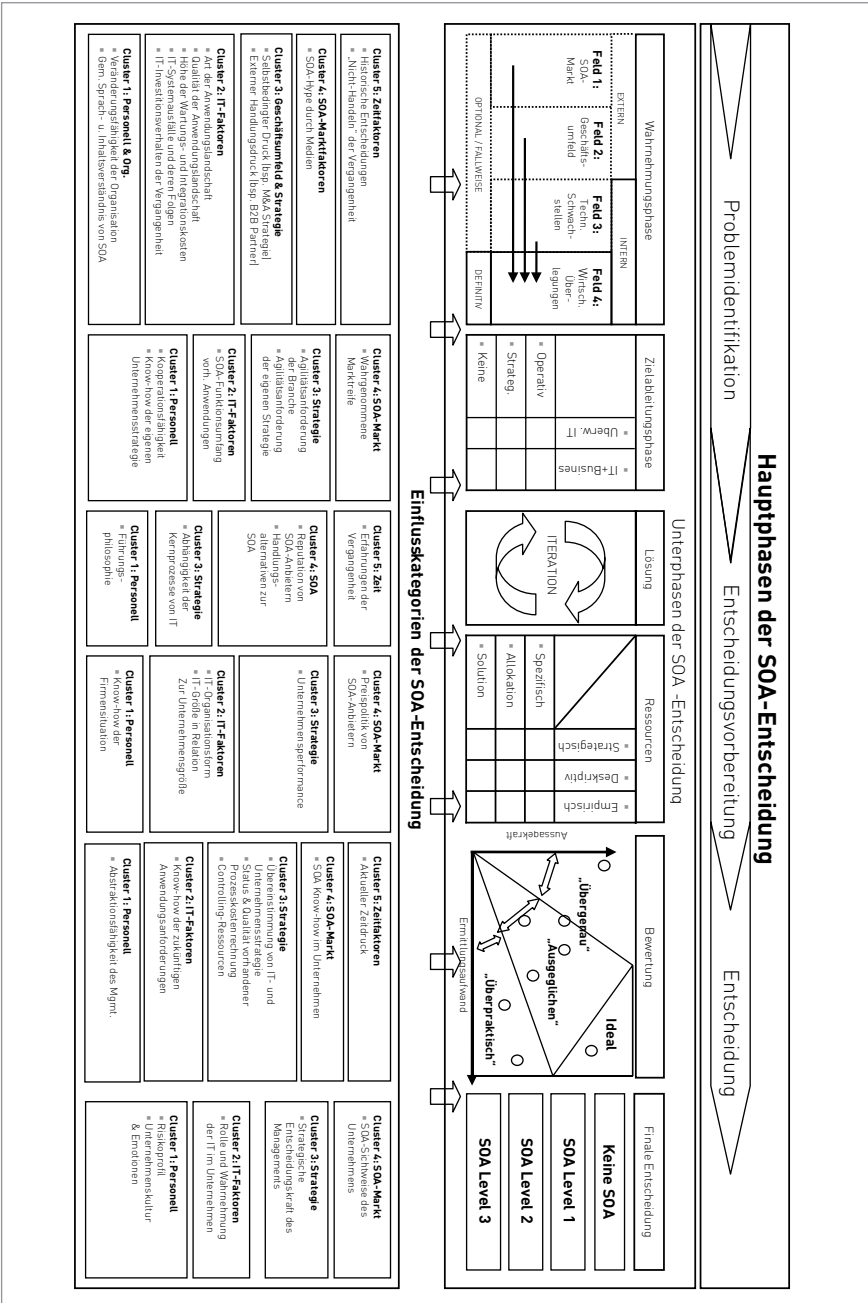 Hauptphasen der SOA-Entscheidung
Problemidentifikation
Entscheidungsvorbereitung
Entscheidung
Unterphasen der SOA -Entscheidung
Wahrnehmungsphase
EXTERN
INTERN
Feld 1:
SOA-
Markt
Feld 2:
Geschäfts-
umfeld
Feld 3:
Techn.
Schwach-
stellen
Feld 4:
Wirtsch.
Über-
legungen
OPTIONAL / FALLWEISE
DEFINITIV
Zielableitungsphase
Überw. IT
IT+Busines
Operativ
Strateg.
Keine
Lösung
ITERATION
Ressourcen
Strategisch
Deskriptiv
Empirisch
Spezifisch
Allokation
Solution
Bewertung
Aussagekraft
Ermittlungsaufwand
„Übergenau“
„Ausgeglichen“
„Überpraktisch“
Ideal
Finale Entscheidung
Keine SOA
SOA Level 1
SOA Level 2
SOA Level 3
Einflusskategorien der SOA-Entscheidung
Cluster 5: Zeitfaktoren
Historische Entscheidungen
„Nicht-Handeln“ der Vergangenheit
Cluster 4: SOA-Marktfaktoren
SOA-Hype durch Medien
Cluster 3: Geschäftsumfeld & Strategie
Selbstbedingter Druck (bsp. M&A Strategie)
Externer Handlungsdruck (bsp. B2B Partner)
Cluster 2: IT-Faktoren
Art der Anwendungslandschaft
Qualität der Anwendungslandschaft
Höhe der Wartungs- und Integrationskosten
IT-Systemausfälle und deren Folgen
IT-Investitionsverhalten der Vergangenheit
Cluster 1: Personell & Org.
Veränderungsfähigkeit der Organisation
Gem. Sprach- u. Inhaltsverständnis von SOA
Cluster 4: SOA-Markt
Wahrgenommene
Marktreife
Cluster 3: Strategie
Agilitätsanforderung
der Branche
Agilitätsanforderung
der eigenen Strategie
Cluster 2: IT-Faktoren
SOA-Funktionsumfang
vorh. Anwendungen
Cluster 1: Personell
Kooperationsfähigkeit
Know-how der eigenen
Unternehmensstrategie
Cluster 5: Zeit
Erfahrungen der
Vergangenheit
Cluster 4: SOA
Reputation von
SOA-Anbietern
Handlungs-
alternativen zur
SOA
Cluster 3: Strategie
Abhängigkeit der
Kernprozesse von IT
Cluster 1: Personell
Führungs-
philosophie
Cluster 4: SOA-Markt
Preispolitik von
SOA-Anbietern
Cluster 3: Strategie
Unternehmensperformance
Cluster 2: IT-Faktoren
IT-Organisationsform
IT-Größe in Relation
Zur Unternehmensgröße
Cluster 1: Personell
Know-how der
Firmensituation
Cluster 5: Zeitfaktoren
Aktueller Zeitdruck
Cluster 4: SOA-Markt
SOA Know-how im Unternehmen
Cluster 3: Strategie
Übereinstimmung von IT- und
Unternehmensstrategie
Status & Qualität vorhandener
Prozesskostenrechnung
Controlling-Ressourcen
Cluster 2: IT-Faktoren
Know-how der zukünftigen
Anwendungsanforderungen
Cluster 1: Personell
Abstraktionsfähigkeit des Mgmt.
Cluster 4: SOA-Markt
SOA-Sichtweise des
Unternehmens
Cluster 3: Strategie
Strategische
Entscheidungskraft des
Managements
Cluster 2: IT-Faktoren
Rolle und Wahrnehmung
der IT im Unternehmen
Cluster 1: Personell
Risikoprofil
Unternehmenskultur
& Emotionen